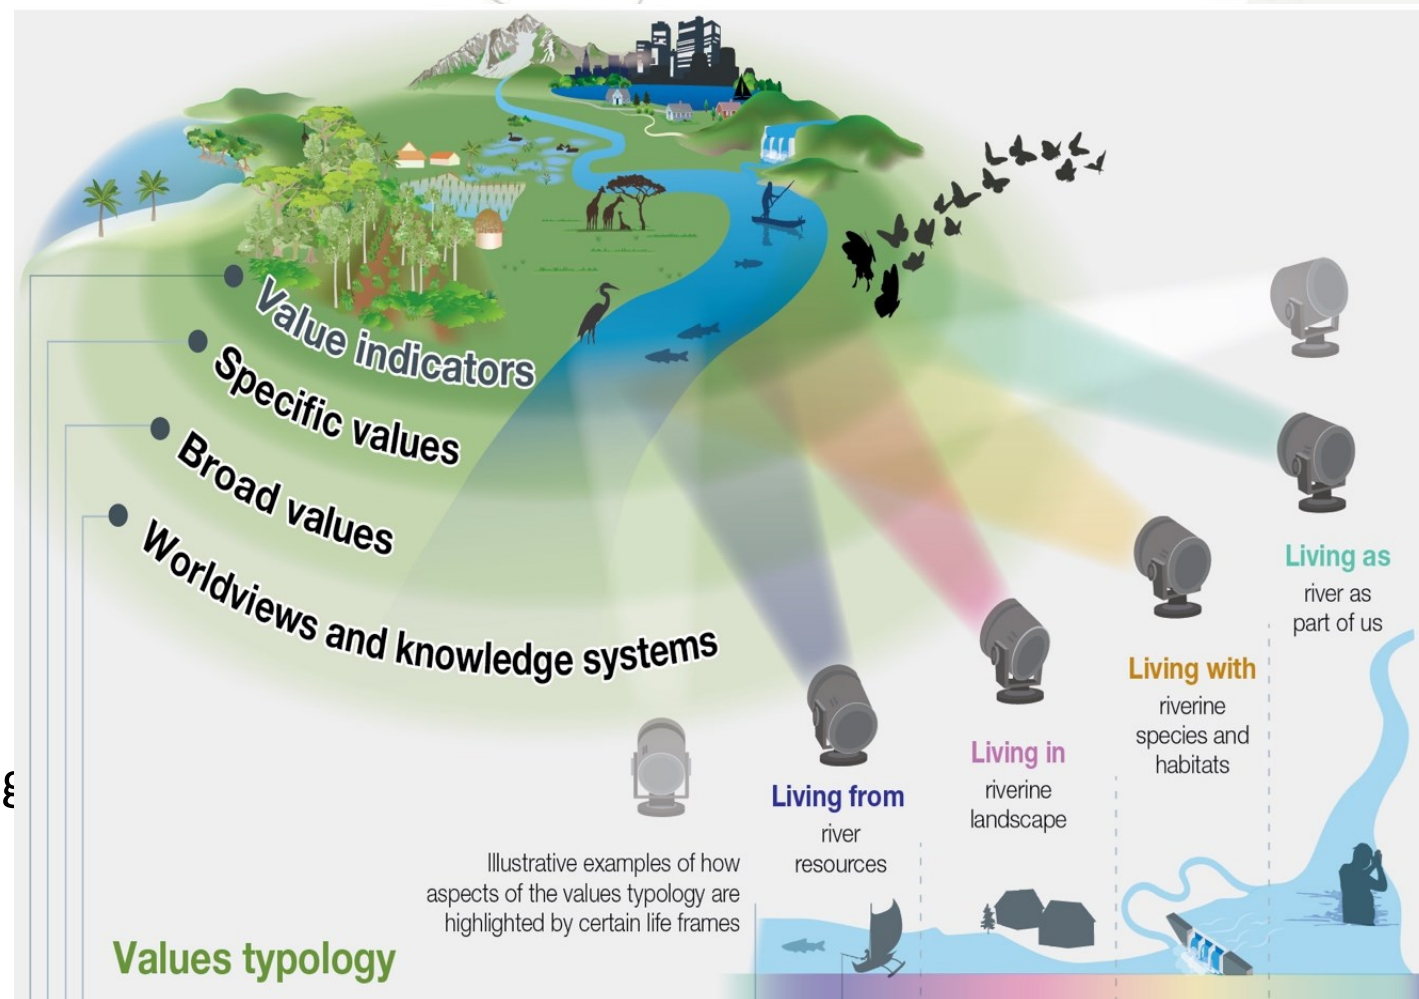 Value indicators
Specific values
Broad values
Worldviews and knowledge systems
Living as
river as
part of us
Living with
riverine
species and
habitats
Living in
riverine
landscape
Living from
river
resources
g
Illustrative examples of how
aspects of the values typology are
highlighted by certain life frames
Values typology